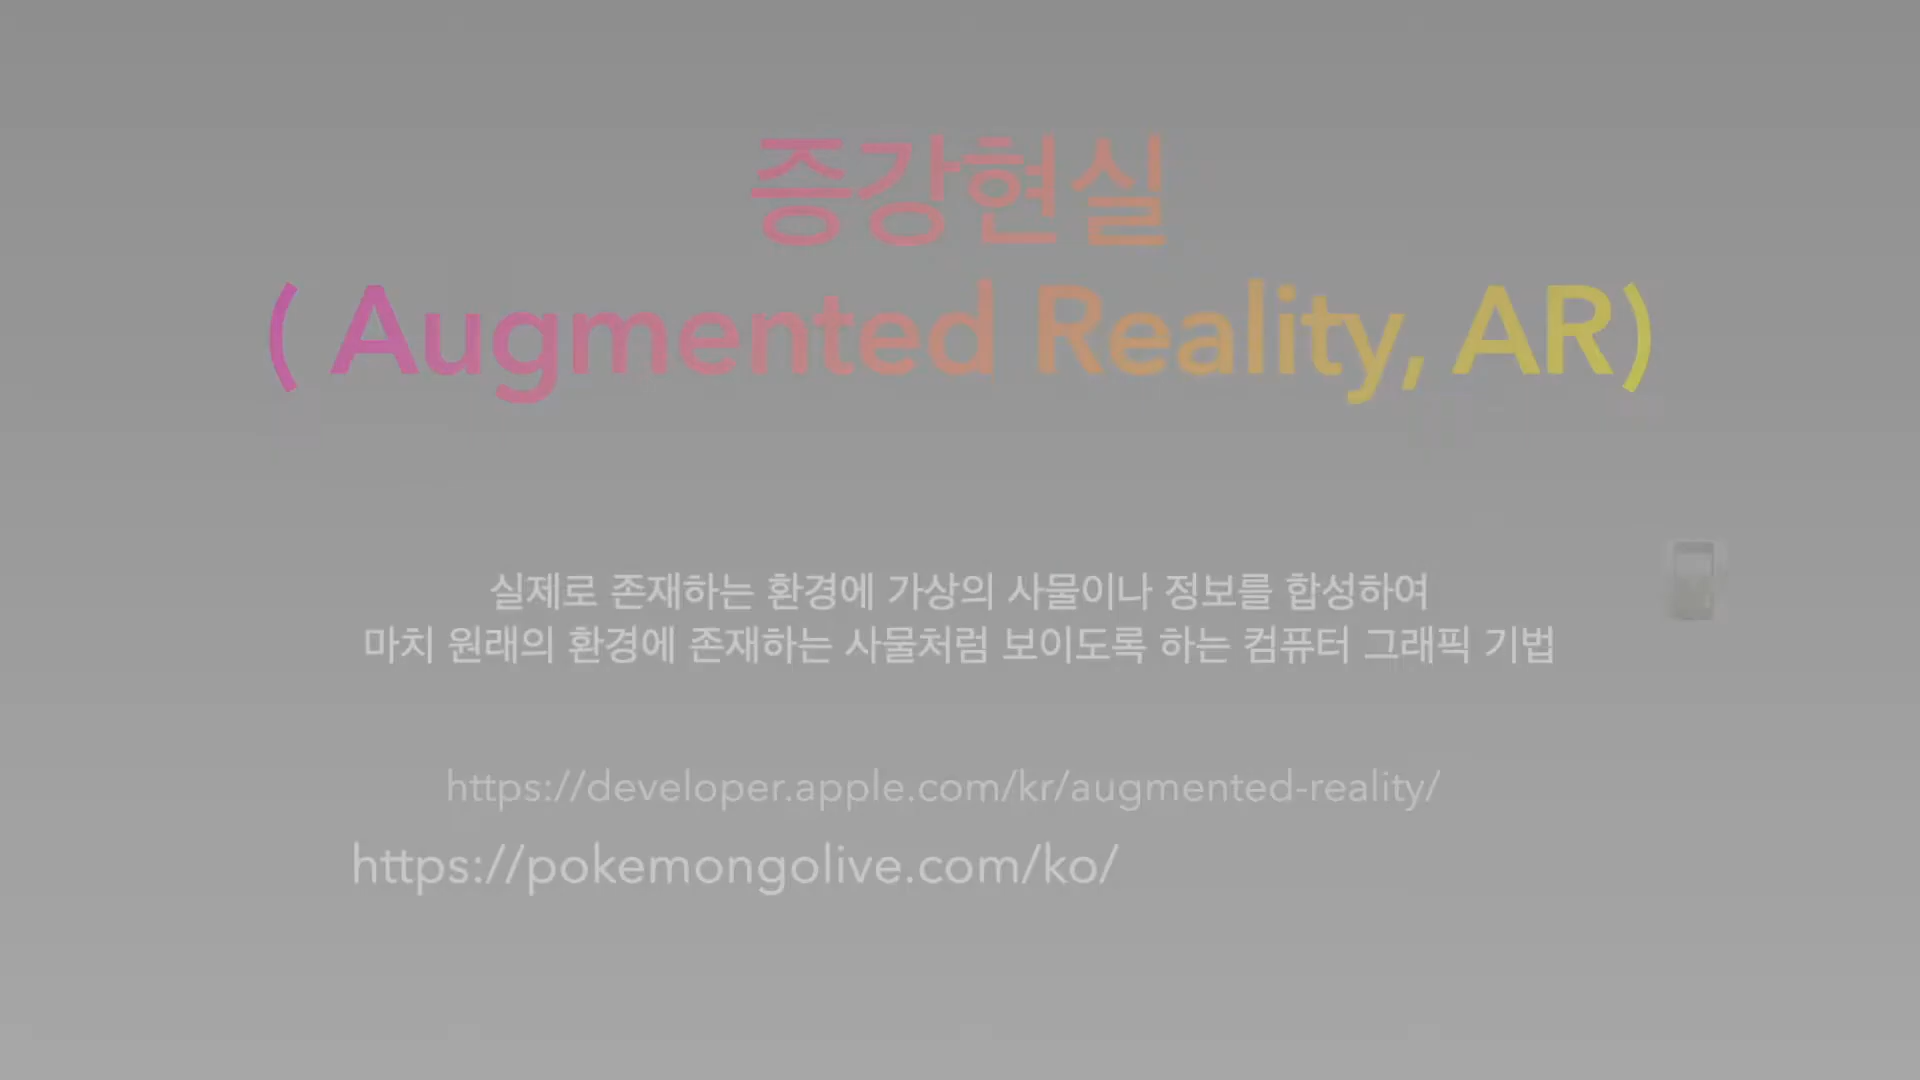 증강현실
( Augmented Reality, AR)
실제로 존재하는 환경에 가상의 사물이나 정보를 합성하여
마치 원래의 환경에 존재하는 사물처럼 보이도록 하는 컴퓨터 그래픽 기법
https://developer.apple.com/kr/augmented-reality/
https://pokemongolive.com/ko/